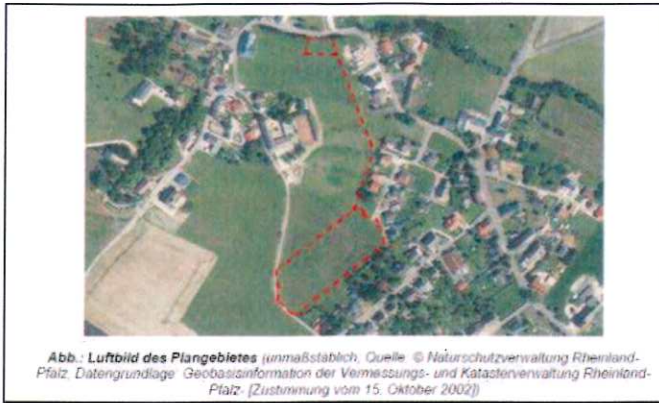 Abb.: Luftbild des Plangebietes (unmaßstäblich, Quelle: © Naturschutzverwaltung Rheinland-
Pfalz, Datengrundlage: Geobasisinformation der Vermessungs- und Katasterverwaltung Rheinland-
Pfalz- [Zustimmung vom 15. Oktober 2002])